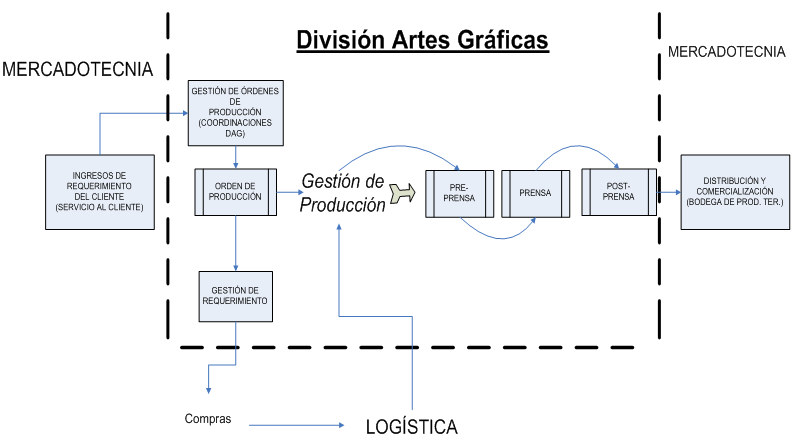 División Artes Gráficas
MERCADOTECNIA
MERCADOTECNIA
GESTIÓN DE ÓRDENES
DE
PRODUCCIÓN
(COORDINACIONES
DAG)
INGRESOS DE
REQUERIMIENTO
DEL CLIENTE
(SERVICIO AL CLIENTE)
ORDEN DE
PRODUCCIÓN
Gestión de
Producción
PRE-
PRENSA
PRENSA
POST-
PRENSA
DISTRIBUCIÓN Y
COMERCIALIZACIÓN
(BODEGA DE PROD. TER.)
GESTIÓN DE
REQUERIMIENTO
Compras
LOGÍSTICA